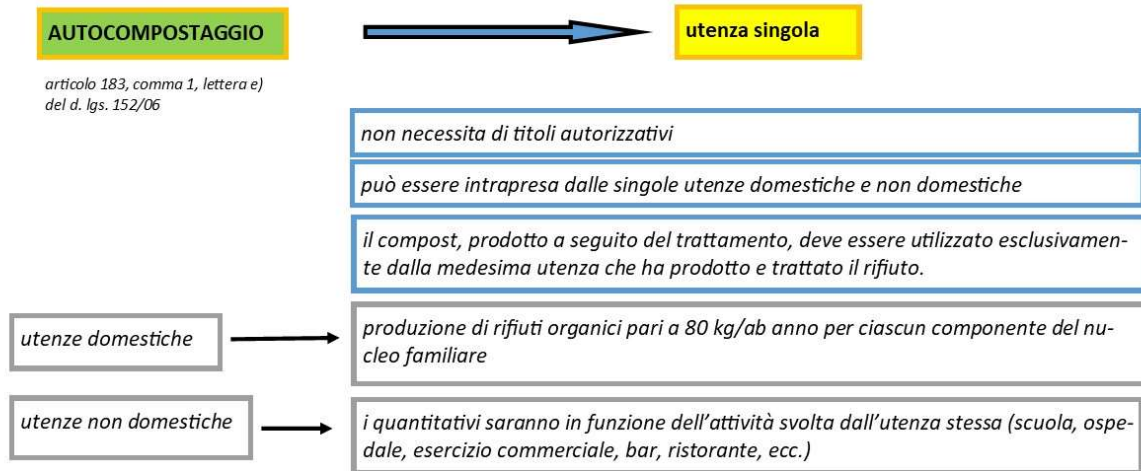 AUTOCOMPOSTAGGIO
utenza singola
articolo 183, comma 1, lettera e)
del d. lgs. 152/06
non necessita di titoli autorizzativi
può essere intrapresa dalle singole utenze domestiche e non domestiche
il compost, prodotto a seguito del trattamento, deve essere utilizzato esclusivamen-
te dalla medesima utenza che ha prodotto e trattato il rifiuto.
utenze domestiche
produzione di rifiuti organici pari a 80 kg/ab anno per ciascun componente del nu-
cleo familiare
utenze non domestiche
i quantitativi saranno in funzione dell'attività svolta dall'utenza stessa (scuola, ospe-
dale, esercizio commerciale, bar, ristorante, ecc.)